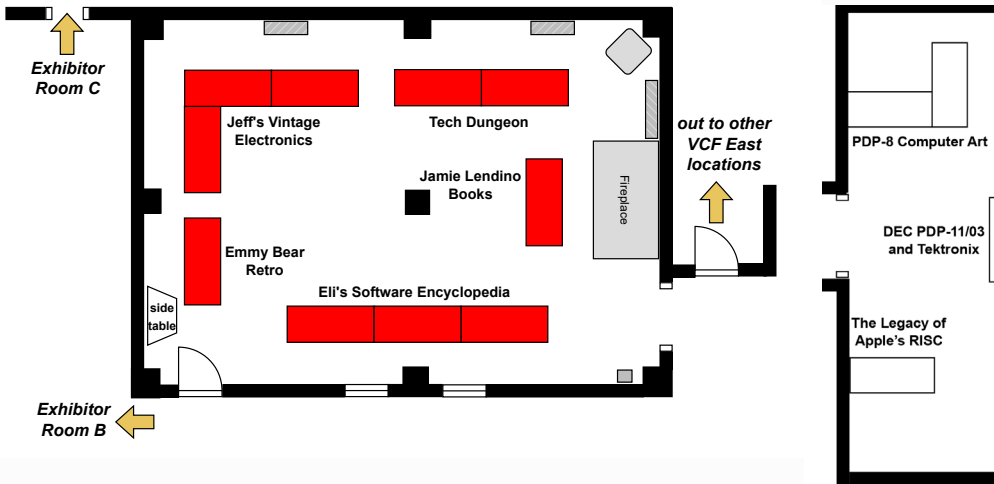 Exhibitor
Room C
Jeff's Vintage
Electronics
Tech Dungeon
out to other
VCF East
locations
Jamie Lendino
Books
Fireplace
Emmy Bear
Retro
Eli's Software Encyclopedia
side
table
Exhibitor
Room B
PDP-8 Computer Art
DEC PDP-11/03
and Tektronix
The Legacy of
Apple's RISC